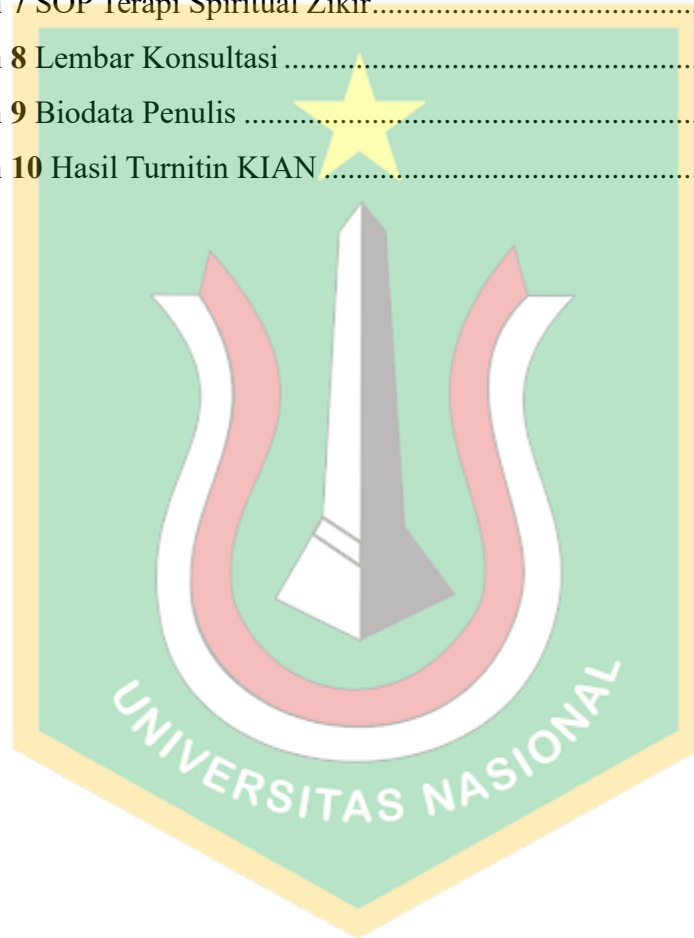 7 SOP Terapi Spiritual Zikir......................................................
8 Lembar Konsultasi......................................................
9 Biodata Penulis......................................................
10 Hasil Turnitin KIAN......................................................
UNIVERSITAS NASIONAL